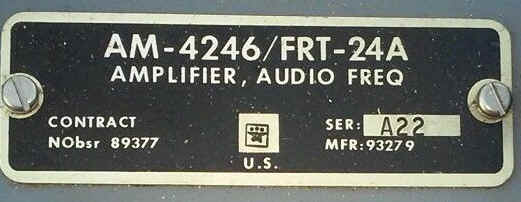 AM-4246/FRT-24A
AMPLIFIER, AUDIO FREQ
CONTRACT
NObsr 89377
U.S.
SER: A22
MFR:93279